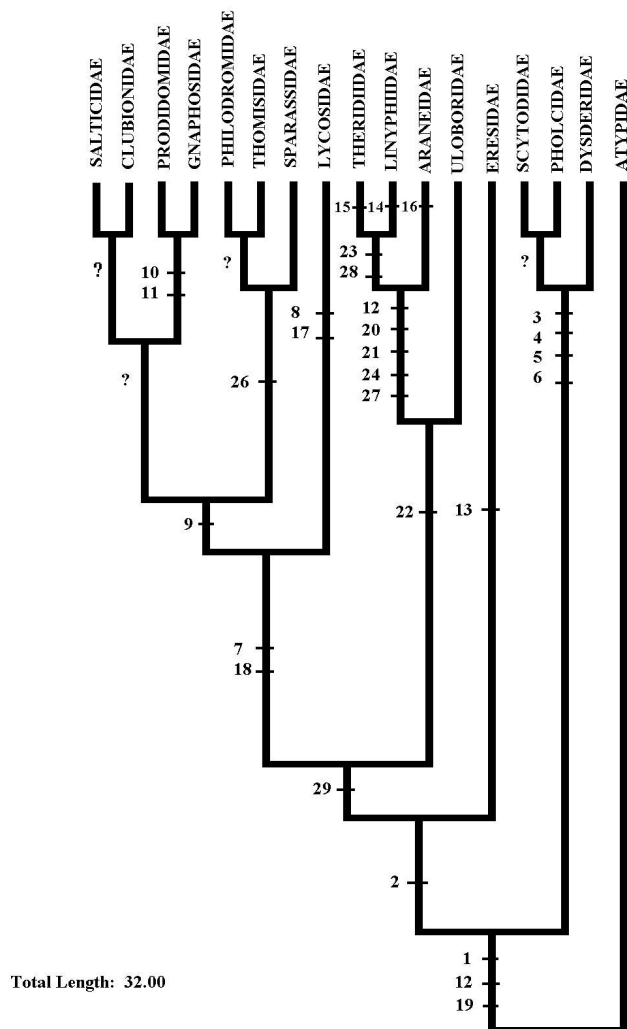 SALTICIDAE
CLUBIONIDAE
PRODIDOMIDAE
GNAPHOSIDAE
PHILODROMIDAE
THOMISIDAE
SPARASSIDAE
LYCOSIDAE
THERIDIIDAE
LINYPHIIDAE
ARANEIDAE
ULOBORIDAE
ERESIDAE
SCYTODIDAE
PHOLCIDAE
DYSDERIDAE
ATYPIDAE
15
14
16
23
28
?
10
11
?
?
8
17
12
20
21
24
27
3
4
5
6
?
26
9
22
13
7
18
29
2
1
12
19
Total Length: 32.00